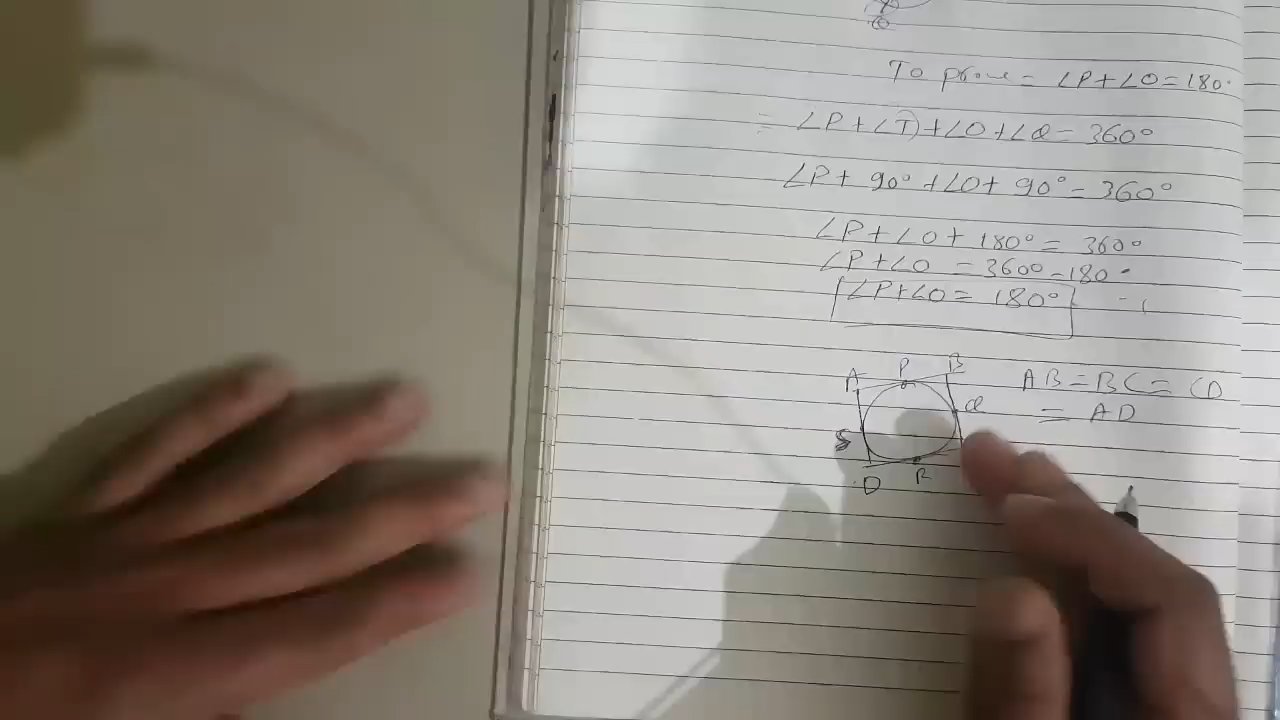 To prove = ∠P+∠O=180°
= ∠P+∠T+∠O+∠Q=360°
∠P+ 90° +∠O+ 90°=360°
∠P+∠O+180°= 360°
∠P+∠O =360°-180°
∠P+∠O= 180°
A P B
AB=BC=CD
Q
= AD
S
D R